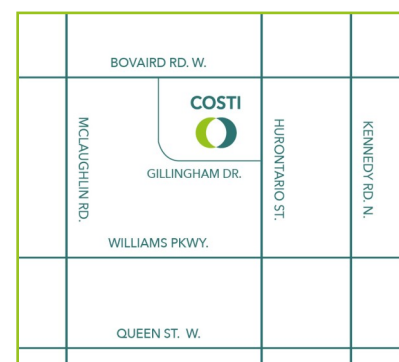 BOVAIRD RD. W.
COSTI
MCLAUGHLIN RD.
HURONTARIO ST.
KENNEDY RD. N.
GILLINGHAM DR.
WILLIAMS PKWY.
QUEEN ST. W.